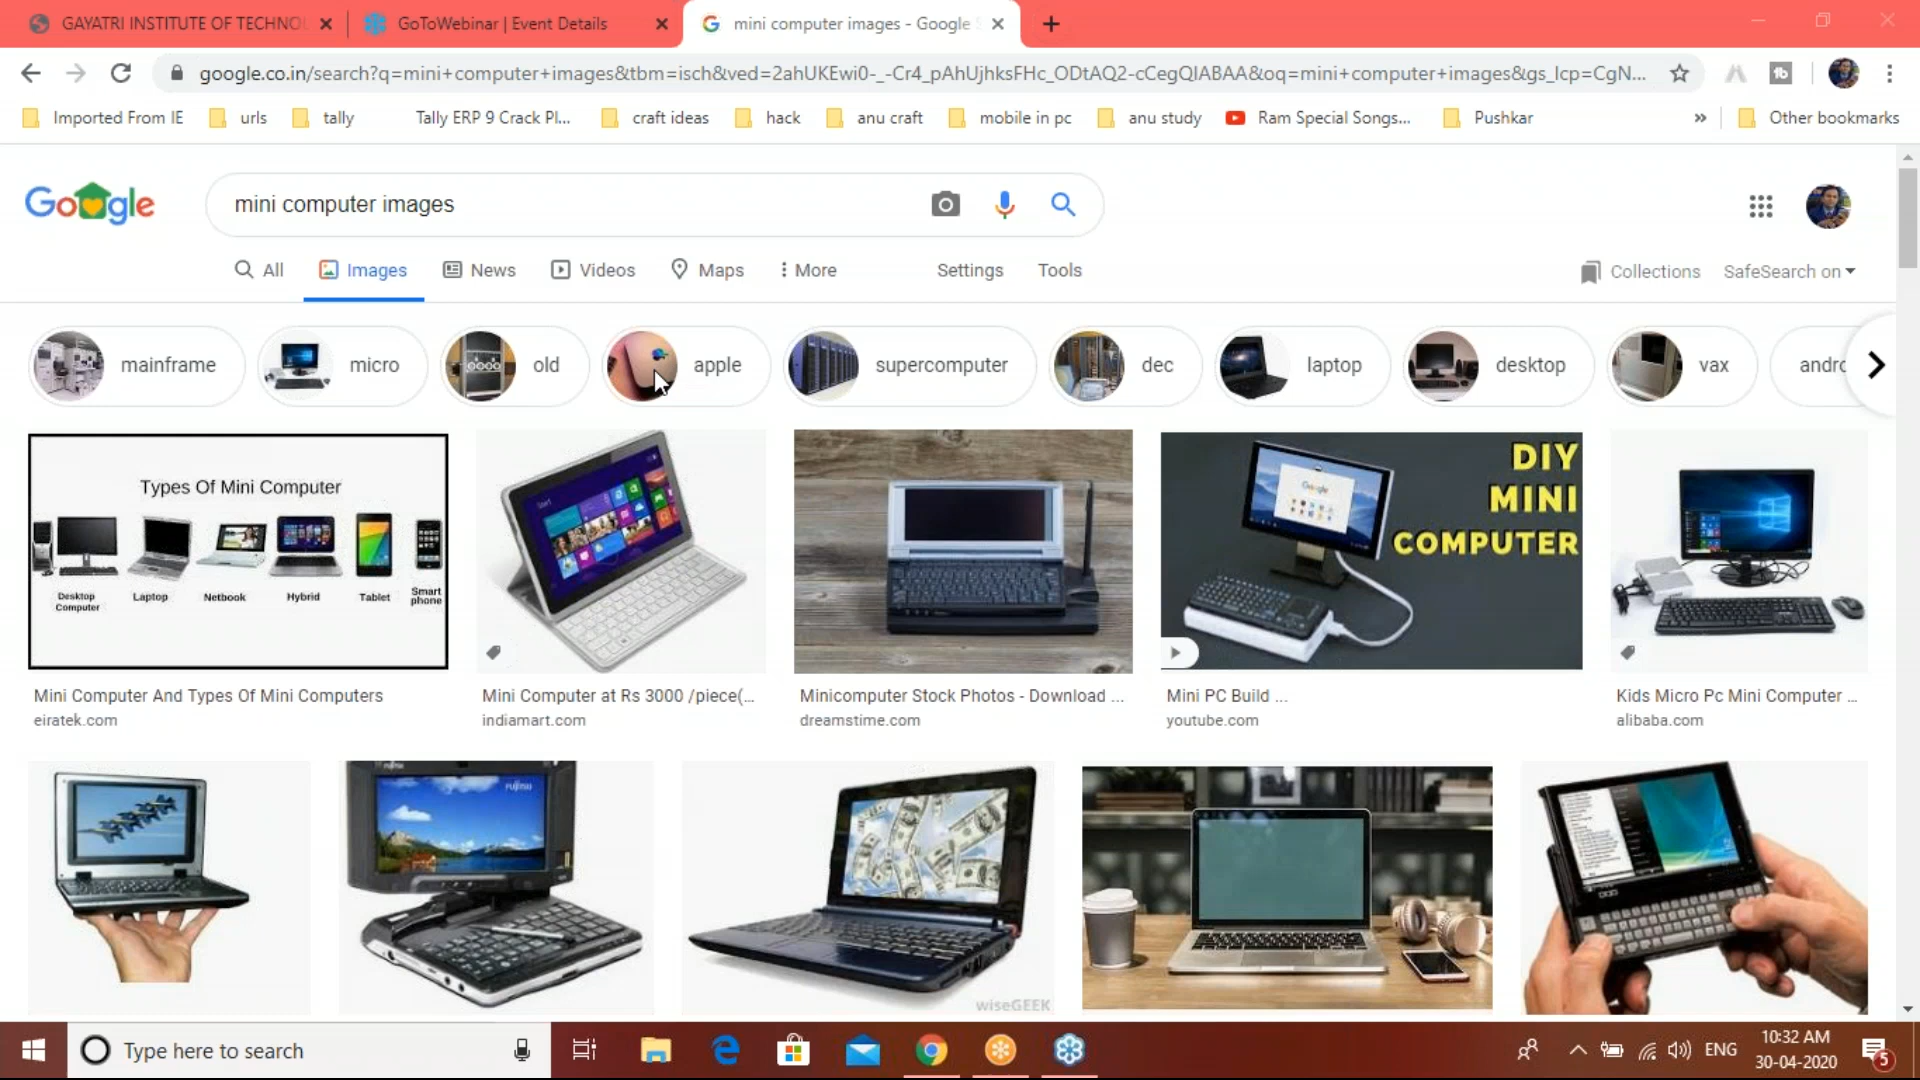 GAYATRI INSTITUTE OF TECHNOL
GoToWebinar | Event Details
mini computer images - Google S
google.co.in/search?q=mini+computer+images&tbm=isch&ved=2ahUKEwi0-_-Cr4_pAhUjhksFHc_ODtAQ2-cCegQIABAA&oq=mini+computer+images&gs_lcp=CgN...
Imported From IE
urls
tally
Tally ERP 9 Crack Pl...
craft ideas
hack
anu craft
mobile in pc
anu study
Ram Special Songs...
Pushkar
»
Other bookmarks
Google
mini computer images
All
Images
News
Videos
Maps
More
Settings
Tools
Collections
SafeSearch on
mainframe
micro
old
apple
supercomputer
dec
laptop
desktop
vax
andro
Types Of Mini Computer
Desktop
Computer
Laptop
Netbook
Hybrid
Tablet
Smart
phone
Start
DIY
MINI
COMPUTER
Google
Mini Computer And Types Of Mini Computers
eiratek.com
Mini Computer at Rs 3000 /piece(...
indiamart.com
Minicomputer Stock Photos - Download ...
dreamstime.com
Mini PC Build ...
youtube.com
Kids Micro Pc Mini Computer ...
alibaba.com
FUJITSU
wiseGEEK
Type here to search
ENG
10:32 AM
30-04-2020
5